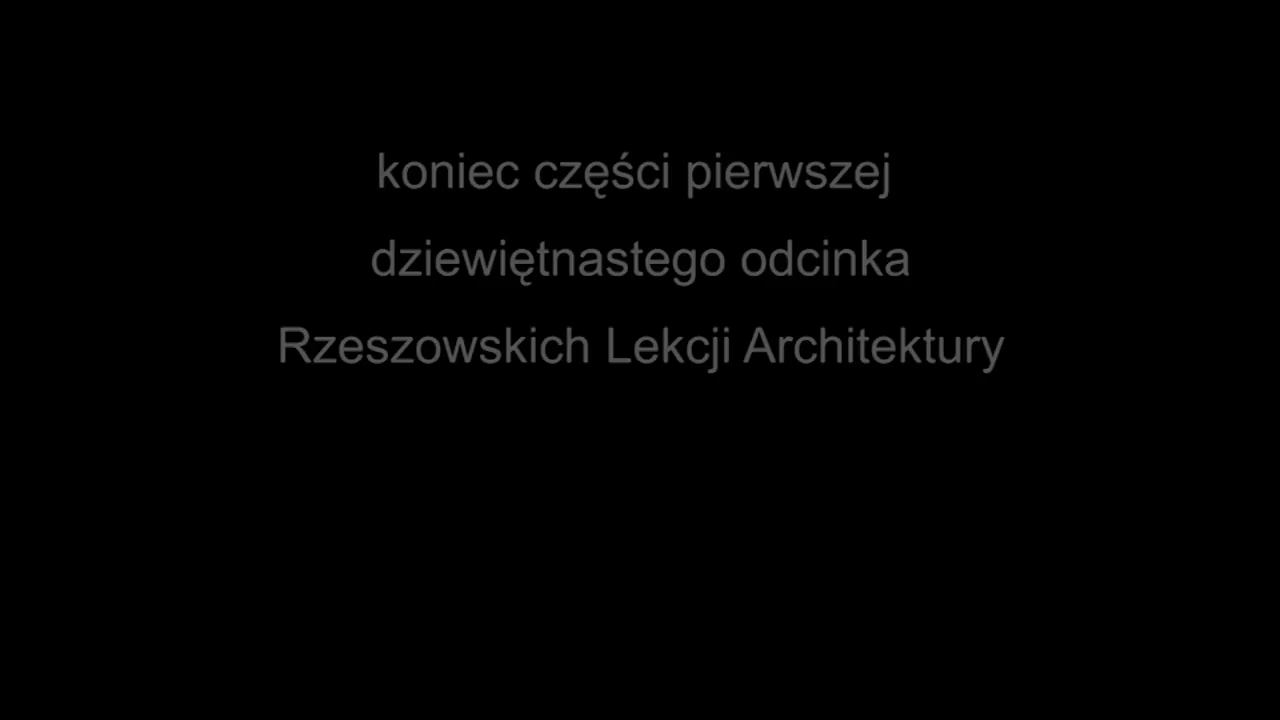 koniec części pierwszej
dziewiętnastego odcinka
Rzeszowskich Lekcji Architektury